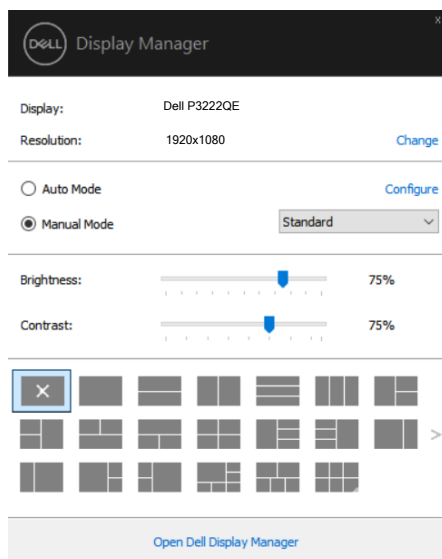 x
DELL Display Manager
Display: Dell P3222QE
Resolution: 1920x1080 Change
Auto Mode Configure
Manual Mode Standard
Brightness: 75%
Contrast: 75%
Open Dell Display Manager